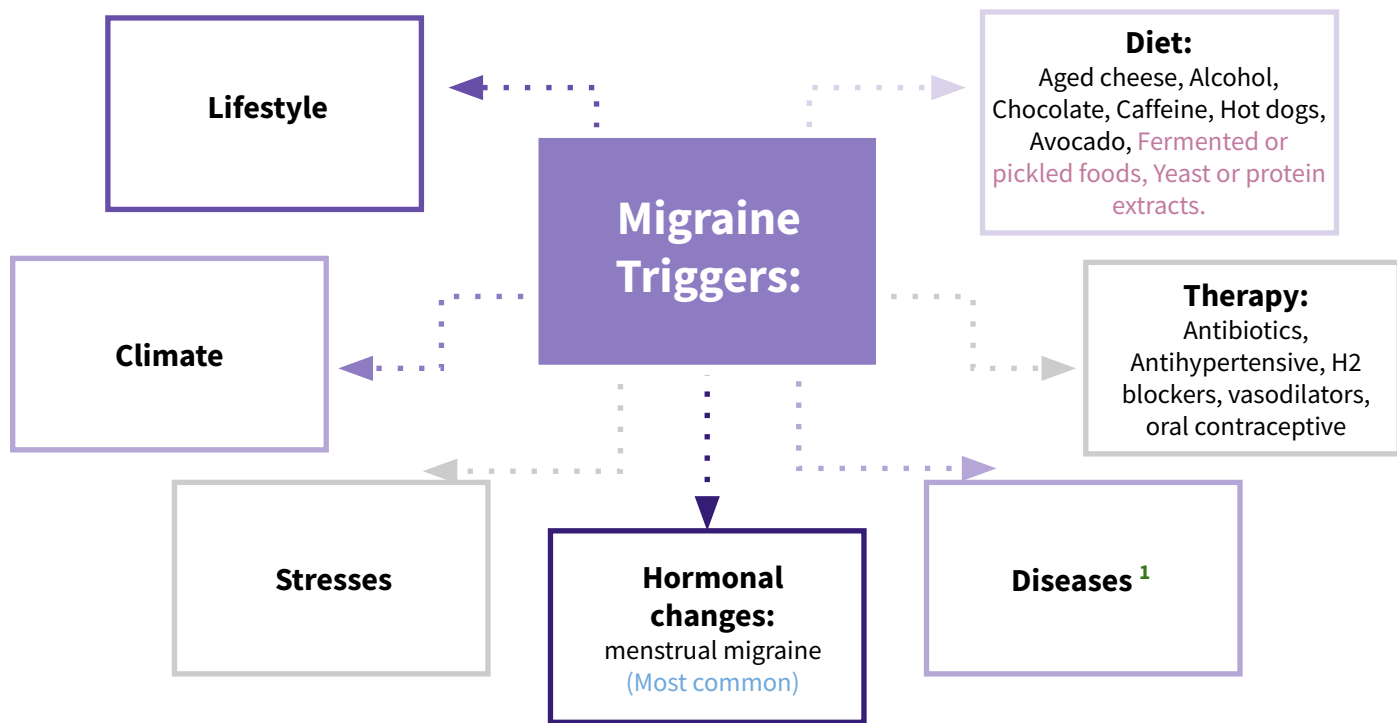 Migraine
Triggers:
Lifestyle
Climate
Stresses
Hormonal
changes:
menstrual migraine
(Most common)
Diseases 1
Therapy:
Antibiotics,
Antihypertensive, H2
blockers, vasodilators,
oral contraceptive
Diet:
Aged cheese, Alcohol,
Chocolate, Caffeine, Hot dogs,
Avocado, Fermented or
pickled foods, Yeast or protein
extracts.